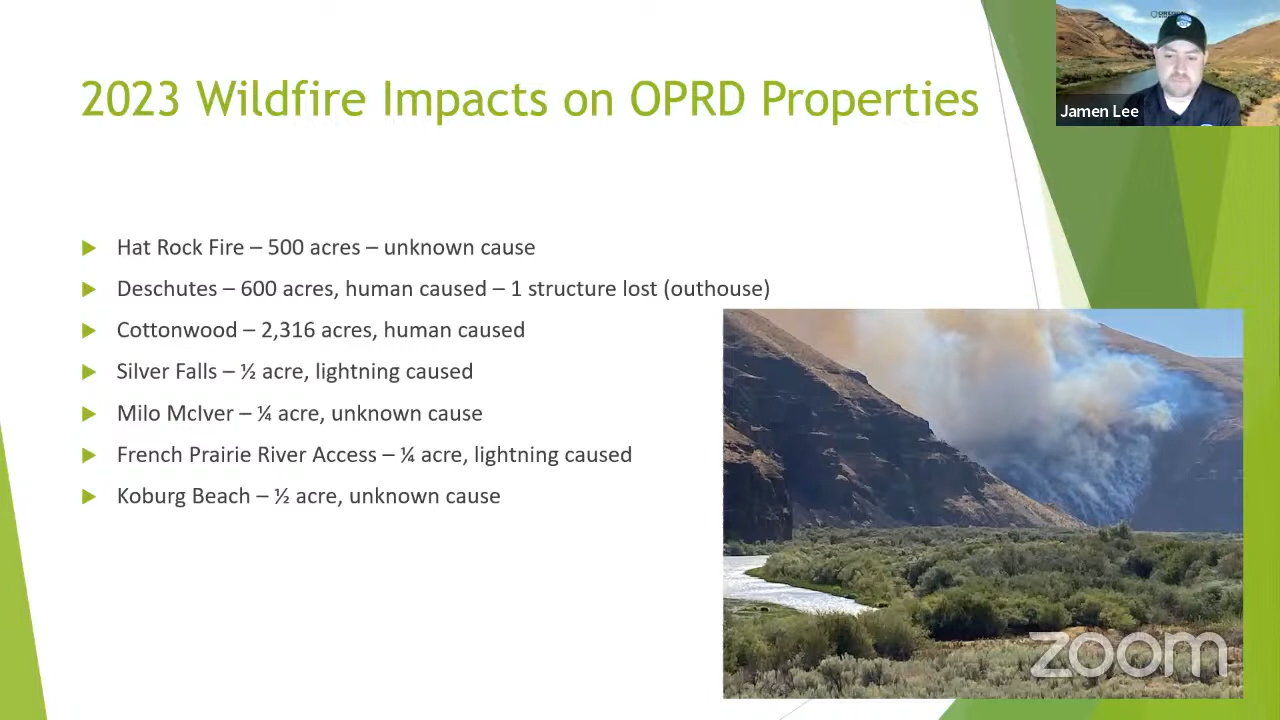 2023 Wildfire Impacts on OPRD Properties
Jamen Lee
Hat Rock Fire – 500 acres – unknown cause
Deschutes – 600 acres, human caused – 1 structure lost (outhouse)
Cottonwood – 2,316 acres, human caused
Silver Falls – ½ acre, lightning caused
Milo McIver – ¼ acre, unknown cause
French Prairie River Access – ¼ acre, lightning caused
Koburg Beach – ½ acre, unknown cause
zoom